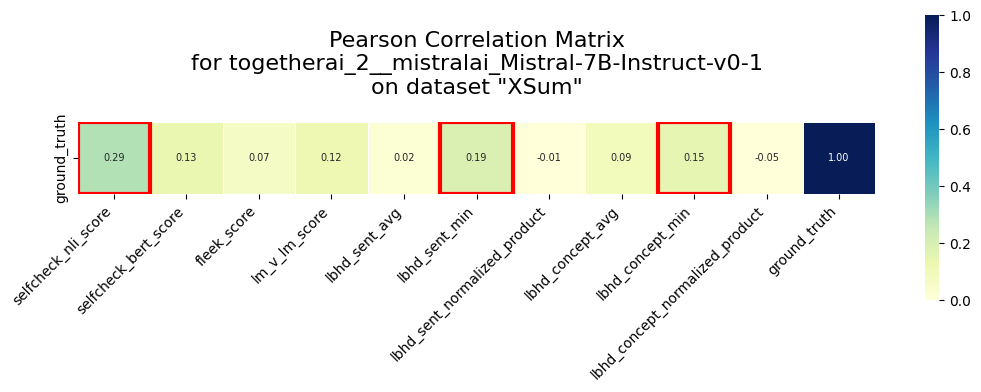 Pearson Correlation Matrix
for togetherai_2__mistralai_Mistral-7B-Instruct-v0-1
on dataset "XSum"
ground_truth
0.29 0.13 0.07 0.12 0.02 0.19 -0.01 0.09 0.15 -0.05 1.00
selfcheck_nli_score
selfcheck_bert_score
fleek_score
lm_v_lm_score
lbhd_sent_avg
lbhd_sent_min
lbhd_sent_normalized_product
lbhd_concept_avg
lbhd_concept_min
lbhd_concept_normalized_product
ground_truth
1.0
0.8
0.6
0.4
0.2
0.0